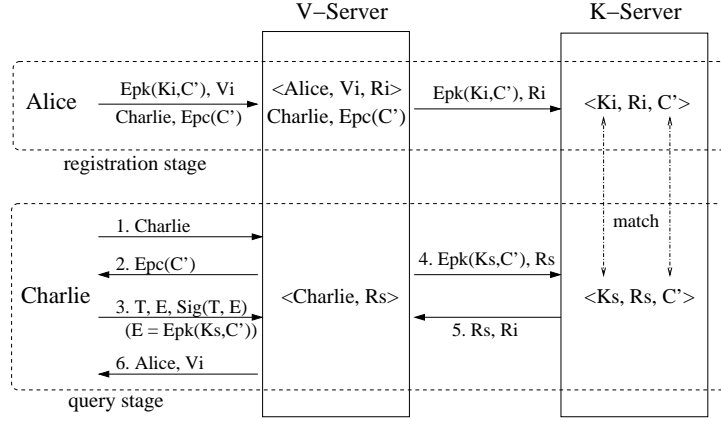 V−Server
K−Server
Alice
Epk(Ki,C’), Vi
Charlie, Epc(C’)
<Alice, Vi, Ri>
Charlie, Epc(C’)
Epk(Ki,C’), Ri
<Ki, Ri, C’>
registration stage
match
Charlie
1. Charlie
2. Epc(C’)
3. T, E, Sig(T, E)
(E = Epk(Ks,C’))
6. Alice, Vi
<Charlie, Rs>
4. Epk(Ks,C’), Rs
5. Rs, Ri
<Ks, Rs, C’>
query stage